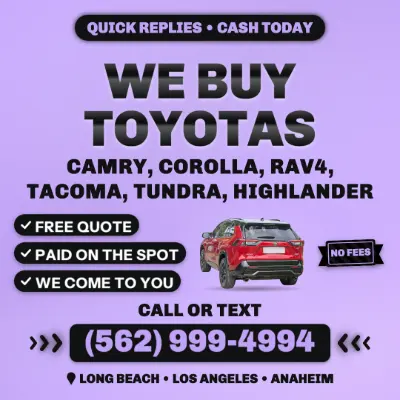 QUICK REPLIES • CASH TODAY
WE BUY
TOYOTAS
CAMRY, COROLLA, RAV4,
TACOMA, TUNDRA, HIGHLANDER
FREE QUOTE
PAID ON THE SPOT
WE COME TO YOU
NO FEES
CALL OR TEXT
(562) 999-4994
LONG BEACH • LOS ANGELES • ANAHEIM